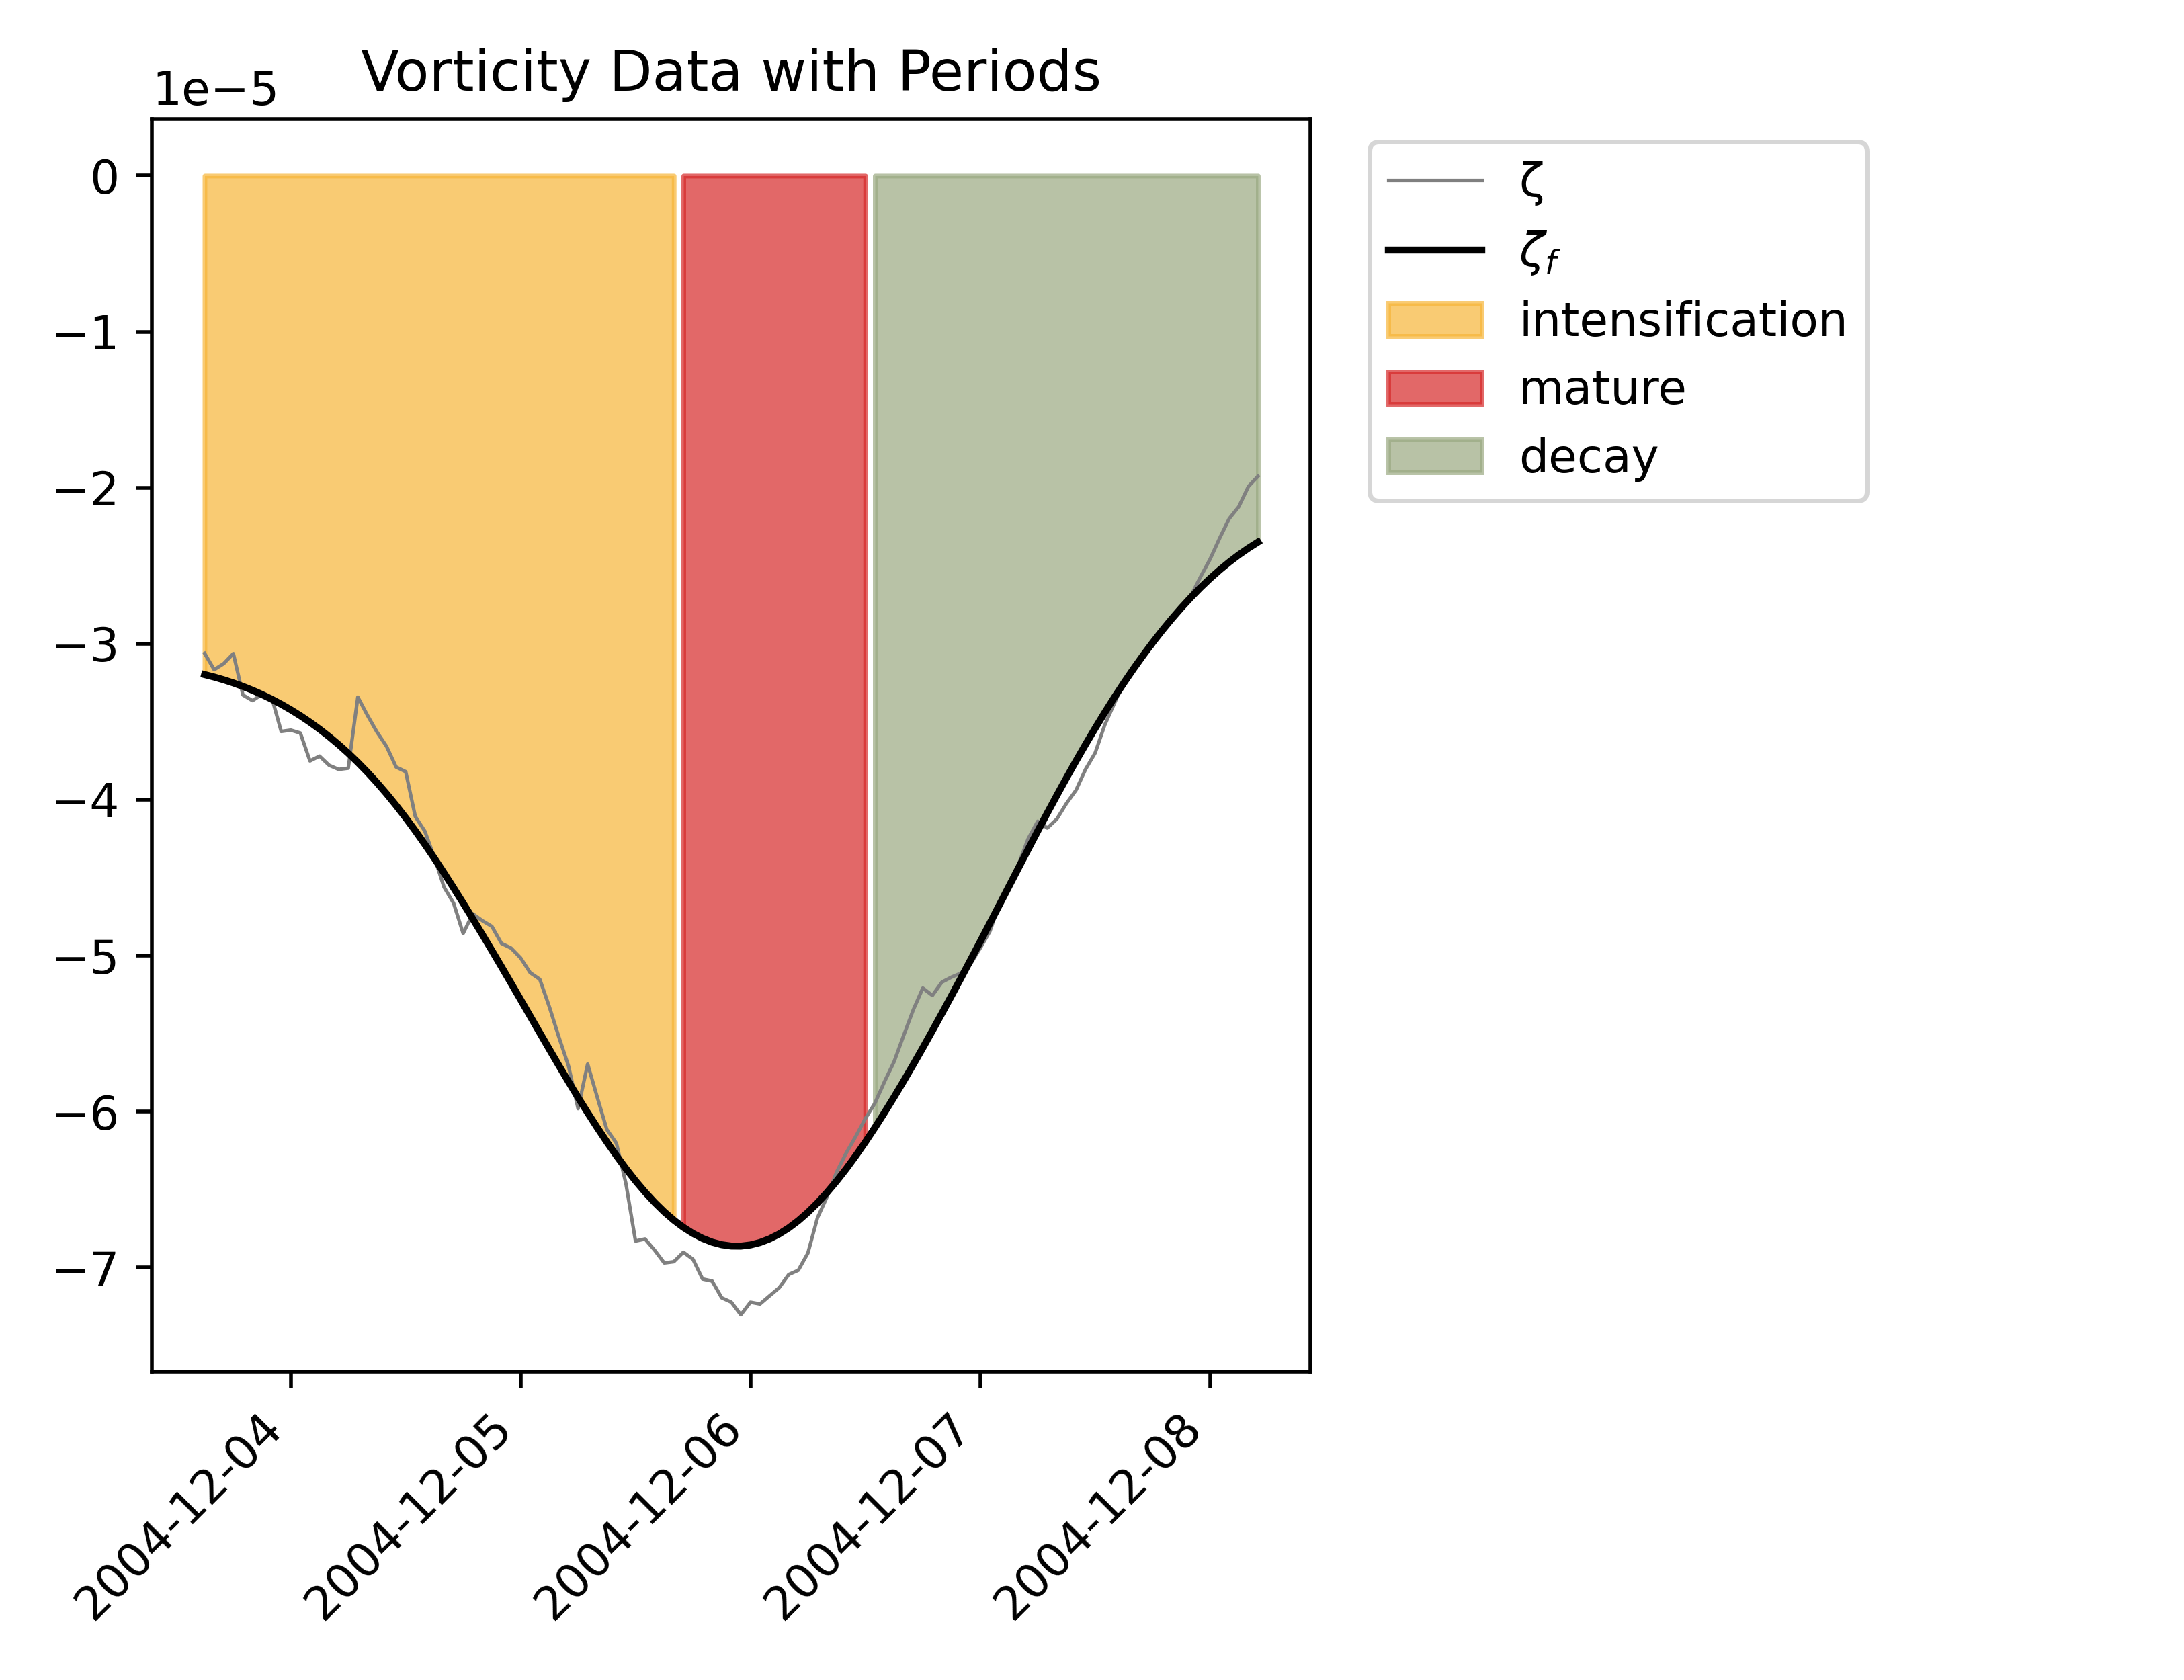 Vorticity Data with Periods
1e−5
0
−1
−2
−3
−4
−5
−6
−7
2004-12-04
2004-12-05
2004-12-06
2004-12-07
2004-12-08
ζ
ζf
intensification
mature
decay